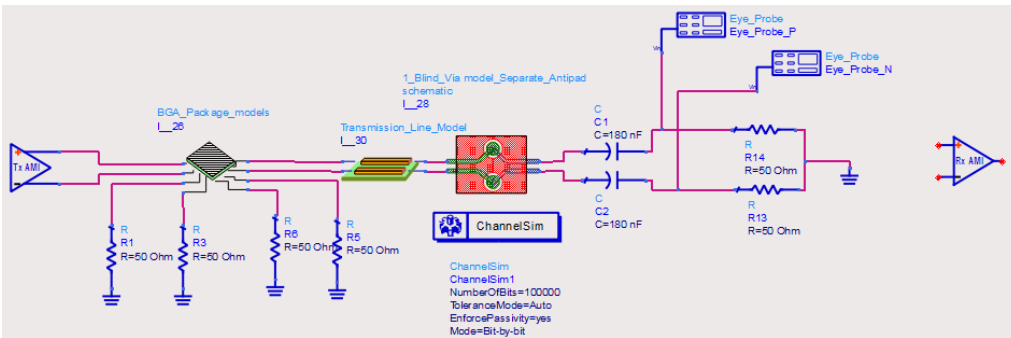 Eye_Probe
Eye_Probe_P
Vin
Eye_Probe
Eye_Probe_N
Vin
1_Blind_Via model_Separate_Antipad
schematic
I__28
BGA_Package_models
I__26
Transmission_Line_Model
I__30
C
C1
C=180 nF
Tx AMI
R
R14
R=50 Ohm
Rx AMI
C
C2
C=180 nF
R
R13
R=50 Ohm
R
R1
R=50 Ohm
R
R3
R=50 Ohm
R
R6
R=50 Ohm
R
R5
R=50 Ohm
ChannelSim
ChannelSim
ChannelSim1
NumberOfBits=100000
ToleranceMode=Auto
EnforcePassivity=yes
Mode=Bit-by-bit